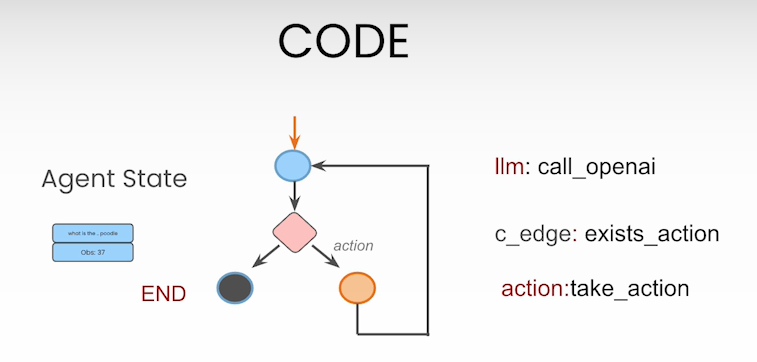 CODE
Agent State
what is the , poodle
Obs: 37
END
action
llm: call_openai
c_edge: exists_action
action:take_action